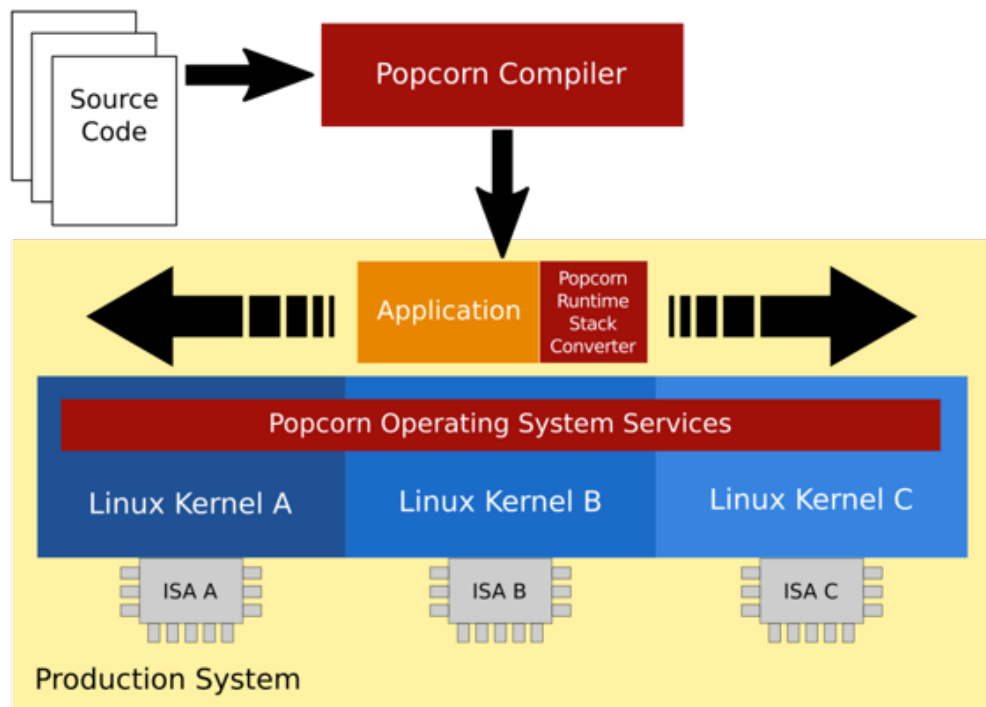 Source
Code
Popcorn Compiler
Application
Popcorn
Runtime
Stack
Converter
Popcorn Operating System Services
Linux Kernel A
Linux Kernel B
Linux Kernel C
ISA A
ISA B
ISA C
Production System